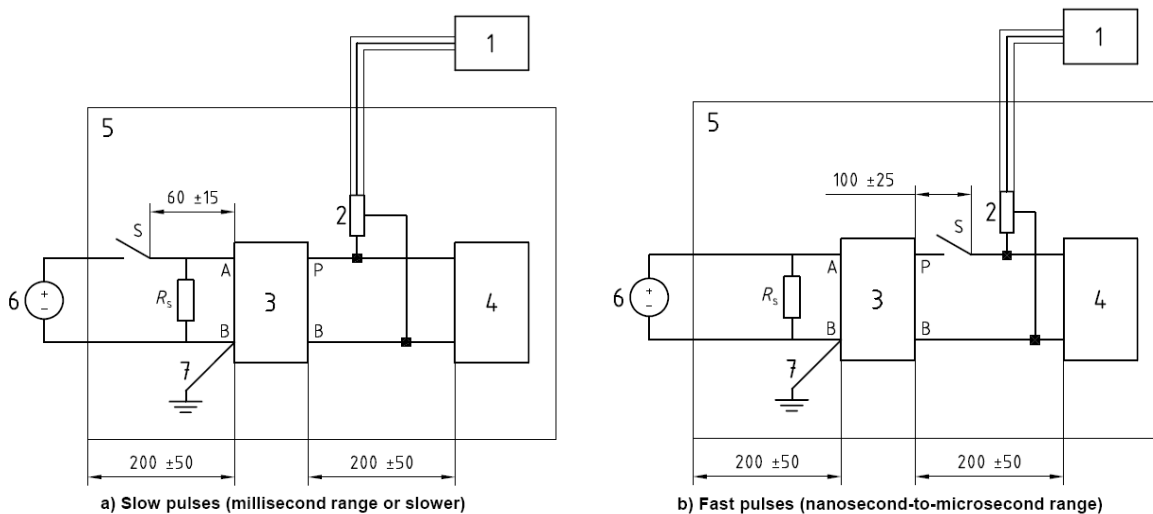 1
5
60 ±15
2
S
A
P
6
+
−
Rs
3
4
B
B
7
200 ±50
200 ±50
a) Slow pulses (millisecond range or slower)
1
5
100 ±25
2
S
A
P
6
+
−
Rs
3
4
B
B
7
200 ±50
200 ±50
b) Fast pulses (nanosecond-to-microsecond range)